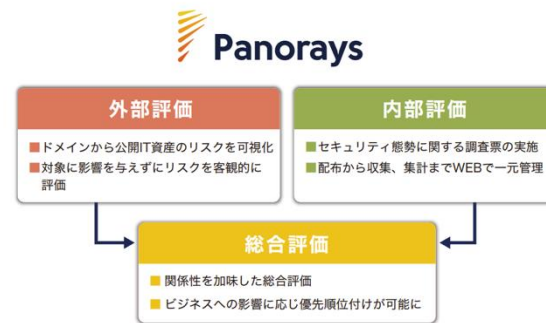 Panorays
外部評価
■ドメインから公開IT資産のリスクを可視化
■対象に影響を与えずにリスクを客観的に
評価
内部評価
■セキュリティ態勢に関する調査票の実施
■配布から収集、集計までWEBで一元管理
総合評価
■関係性を加味した総合評価
■ビジネスへの影響に応じ優先順位付けが可能に